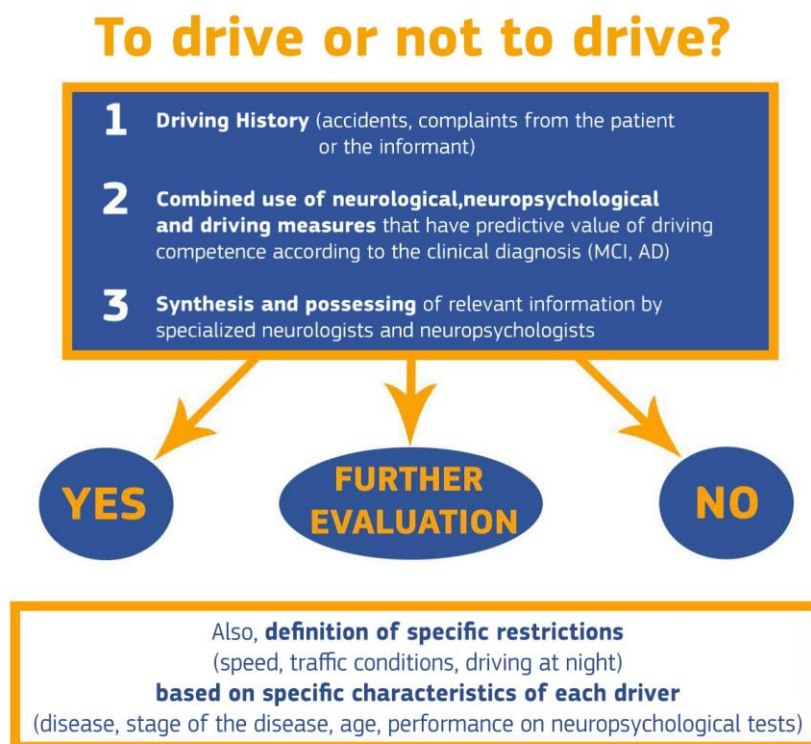 To drive or not to drive?
1 Driving History (accidents, complaints from the patient
or the informant)
2 Combined use of neurological,neuropsychological
and driving measures that have predictive value of driving
competence according to the clinical diagnosis (MCI, AD)
3 Synthesis and possessing of relevant information by
specialized neurologists and neuropsychologists
YES
FURTHER
EVALUATION
NO
Also, definition of specific restrictions
(speed, traffic conditions, driving at night)
based on specific characteristics of each driver
(disease, stage of the disease, age, performance on neuropsychological tests)